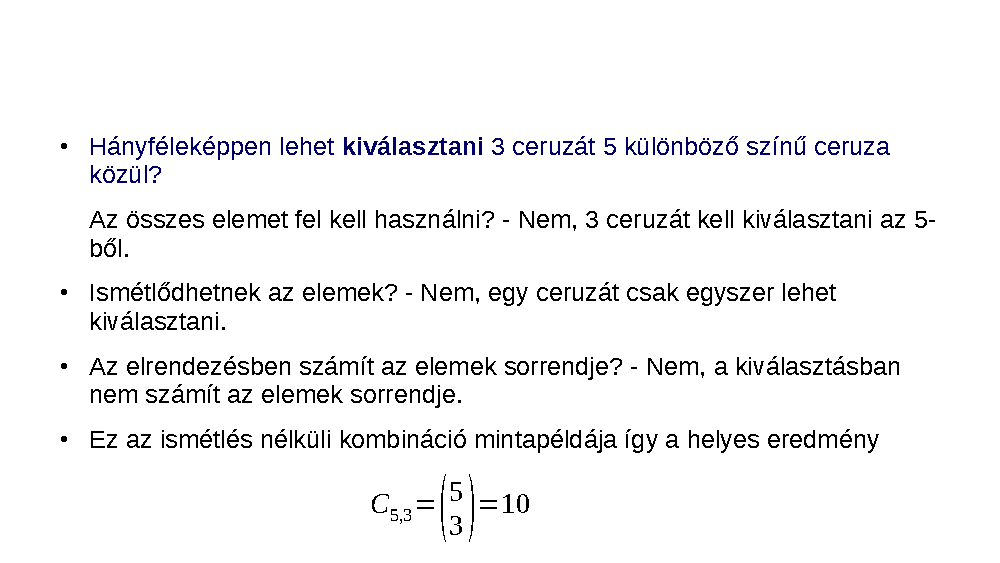 • Hányféleképpen lehet kiválasztani 3 ceruzát 5 különböző színű ceruza
közül?
Az összes elemet fel kell használni? - Nem, 3 ceruzát kell kiválasztani az 5-
ből.
• Ismétlődhetnek az elemek? - Nem, egy ceruzát csak egyszer lehet
kiválasztani.
• Az elrendezésben számít az elemek sorrendje? - Nem, a kiválasztásban
nem számít az elemek sorrendje.
• Ez az ismétlés nélküli kombináció mintapéldája így a helyes eredmény
C₅,₃=(5 3)=10